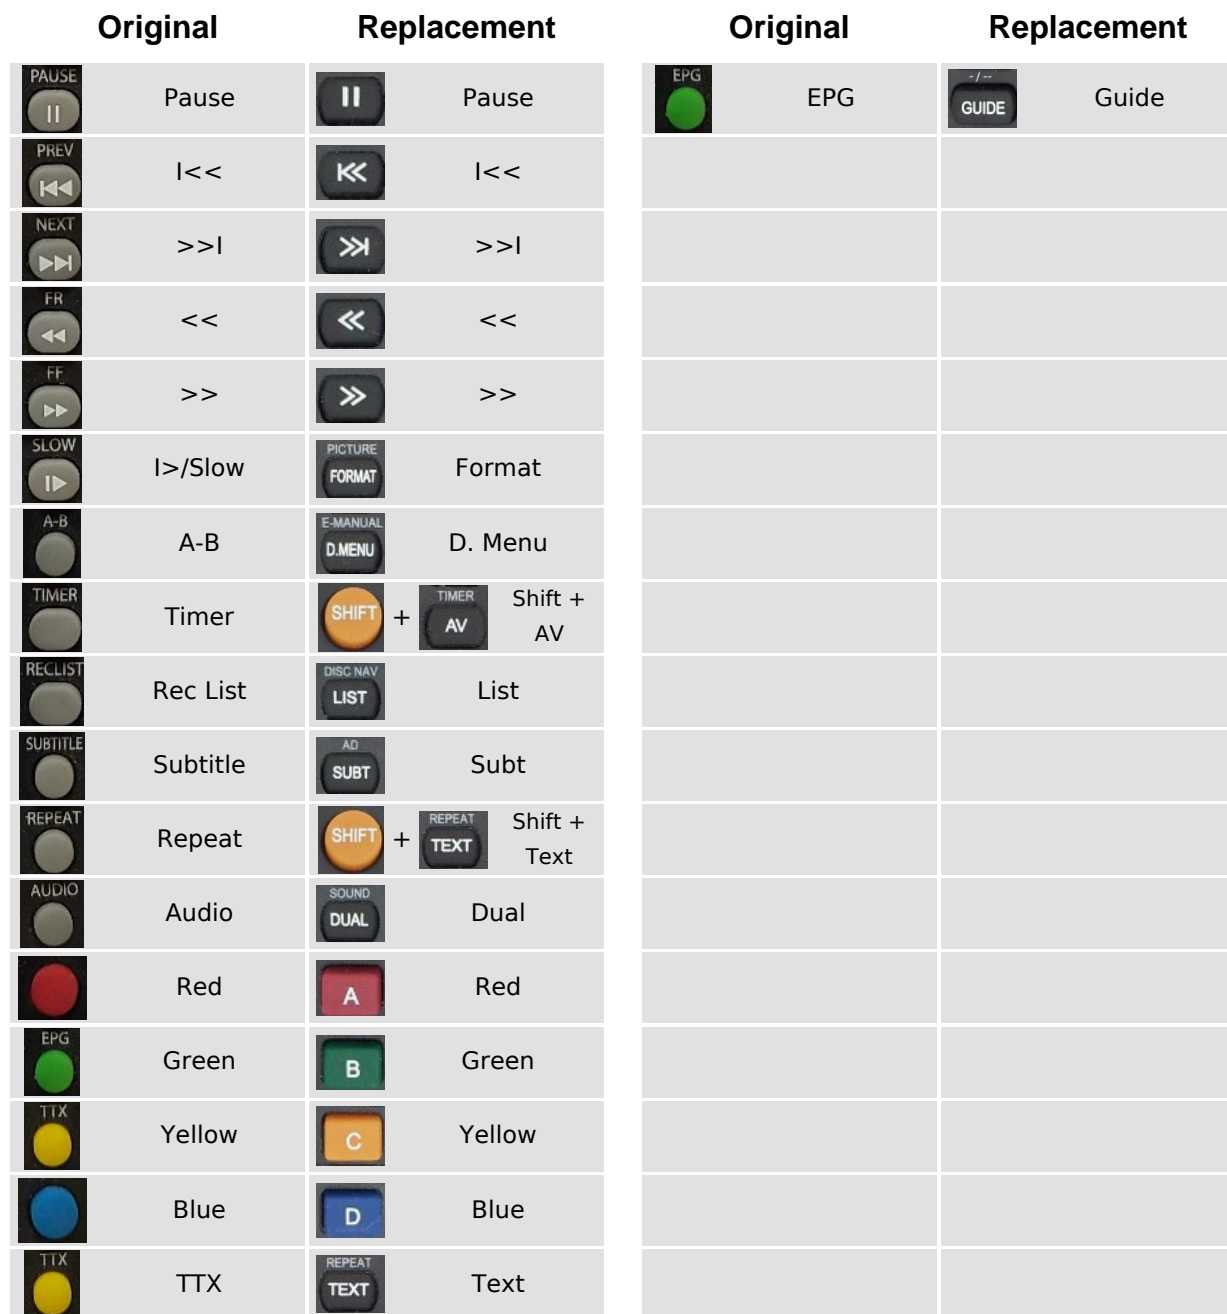 Original Replacement Original Replacement
PAUSE Pause Pause EPG EPG -/-- GUIDE Guide
PREV I<< I<<
NEXT >>I >>I
FR << <<
FF >> >>
SLOW I>/Slow PICTURE FORMAT Format
A-B A-B E-MANUAL D.MENU D. Menu
TIMER Timer SHIFT + TIMER AV Shift + AV
RECLIST Rec List DISC NAV LIST List
SUBTITLE Subtitle AD SUBT Subt
REPEAT Repeat SHIFT + REPEAT TEXT Shift + Text
AUDIO Audio SOUND DUAL Dual
Red A Red
EPG Green B Green
TTX Yellow C Yellow
Blue D Blue
TTX TTX REPEAT TEXT Text